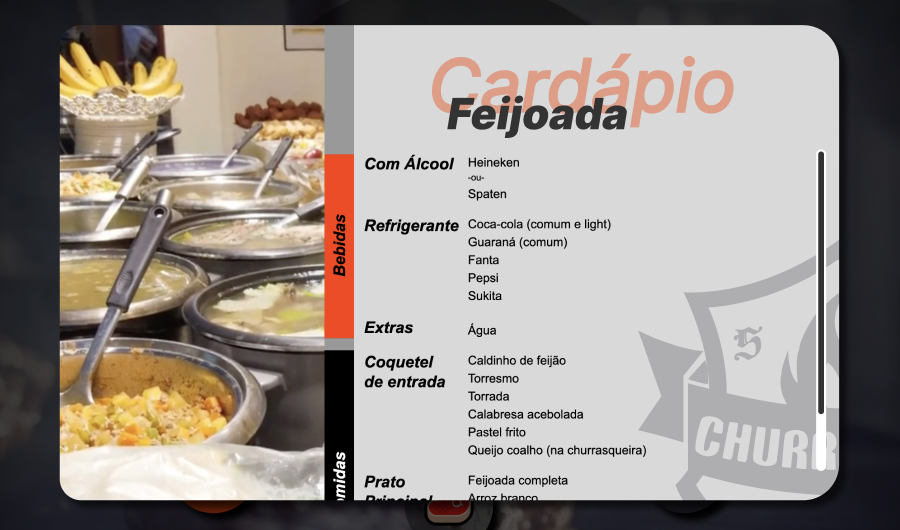 Cardápio
Feijoada
Bebidas
Com Álcool
Heineken
-ou-
Spaten
Refrigerante
Coca-cola (comum e light)
Guaraná (comum)
Fanta
Pepsi
Sukita
Extras
Água
omidas
Coquetel
de entrada
Caldinho de feijão
Torresmo
Torrada
Calabresa acebolada
Pastel frito
Queijo coalho (na churrasqueira)
Prato
Principal
Feijoada completa
Arroz branco
S
CHURR